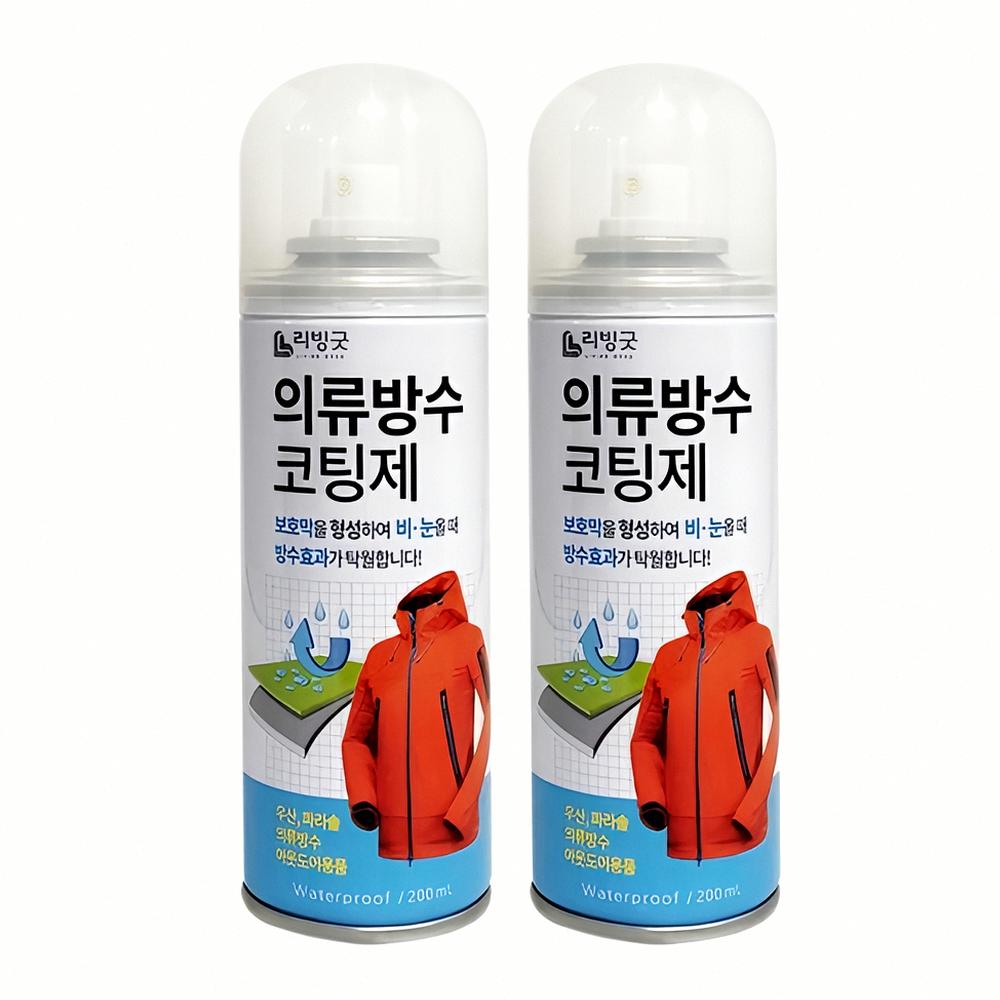 리빙굿
의류방수
코팅제
보호막을 형성하여 비·눈올 때
방수효과가 탁월합니다!
우산, 파라솔
의류방수
아웃도어용품
Waterproof / 200mL
리빙굿
의류방수
코팅제
보호막을 형성하여 비·눈올 때
방수효과가 탁월합니다!
우산, 파라솔
의류방수
아웃도어용품
Waterproof / 200mL